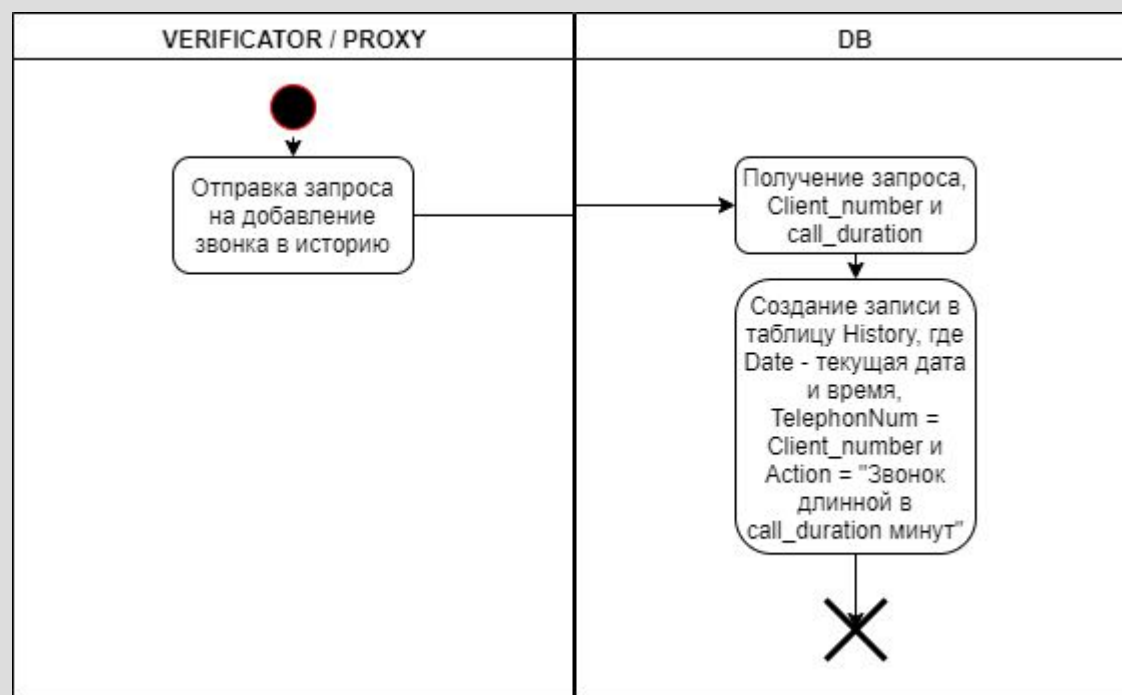 VERIFICATOR / PROXY
DB
Отправка запроса
на добавление
звонка в историю
Получение запроса,
Client_number и
call_duration
Создание записи в
таблицу History, где
Date - текущая дата
и время,
TelephonNum =
Client_number и
Action = "Звонок
длинной в
call_duration минут"